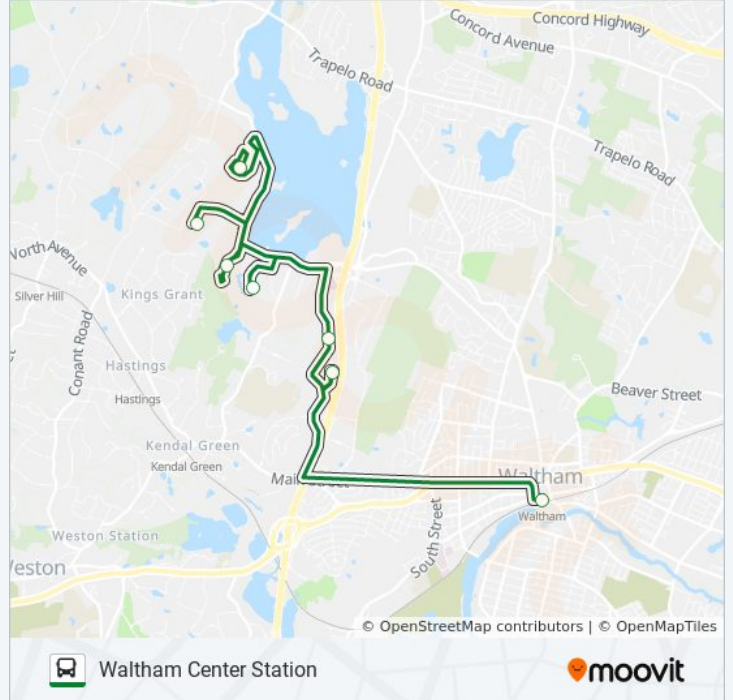 Concord Highway
Concord Avenue
Trapelo Road
Trapelo Road
North Avenue
Silver Hill
Kings Grant
Conant Road
Hastings
Hastings
Beaver Street
Kendal Green
Kendal Green
Main Street
Waltham
Waltham
South Street
Weston Station
Weston
© OpenStreetMap contributors | © OpenMapTiles
Waltham Center Station
moovit